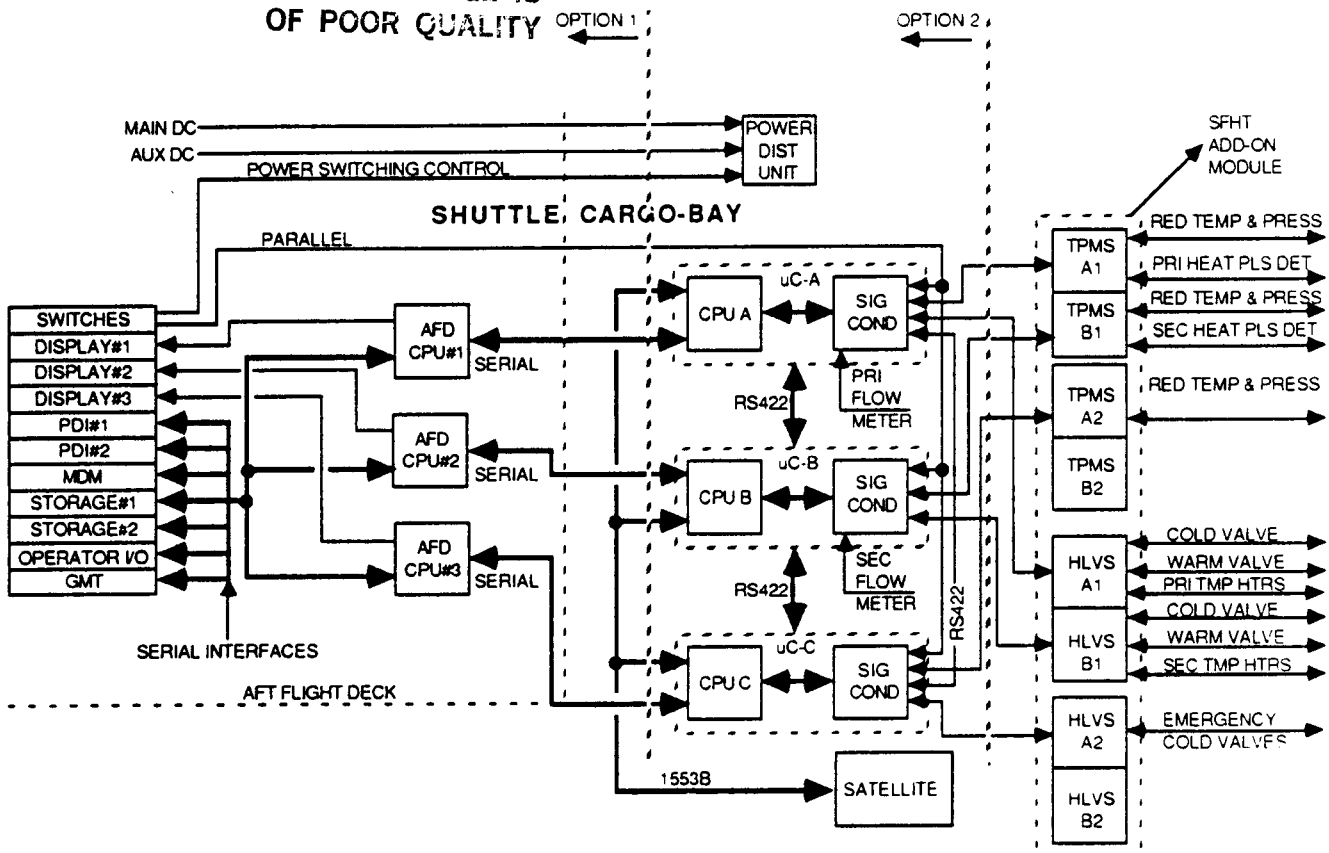 OF POOR QUALITY
OPTION 1
OPTION 2
MAIN DC
AUX DC
POWER SWITCHING CONTROL
POWER
DIST
UNIT
SFHT
ADD-ON
MODULE
SHUTTLE CARGO-BAY
PARALLEL
SWITCHES
DISPLAY#1
DISPLAY#2
DISPLAY#3
PDI#1
PDI#2
MDM
STORAGE#1
STORAGE#2
OPERATOR I/O
GMT
SERIAL INTERFACES
AFT FLIGHT DECK
AFD
CPU#1
SERIAL
AFD
CPU#2
SERIAL
AFD
CPU#3
SERIAL
uC-A
CPU A
SIG
COND
PRI
FLOW
METER
RS422
uC-B
CPU B
SIG
COND
SEC
FLOW
METER
RS422
RS422
uC-C
CPU C
SIG
COND
1553B
SATELLITE
TPMS
A1
TPMS
B1
TPMS
A2
TPMS
B2
HLVS
A1
HLVS
B1
HLVS
A2
HLVS
B2
RED TEMP & PRESS
PRI HEAT PLS DET
RED TEMP & PRESS
SEC HEAT PLS DET
RED TEMP & PRESS
COLD VALVE
WARM VALVE
PRI TMP HTRS
COLD VALVE
WARM VALVE
SEC TMP HTRS
EMERGENCY
COLD VALVES